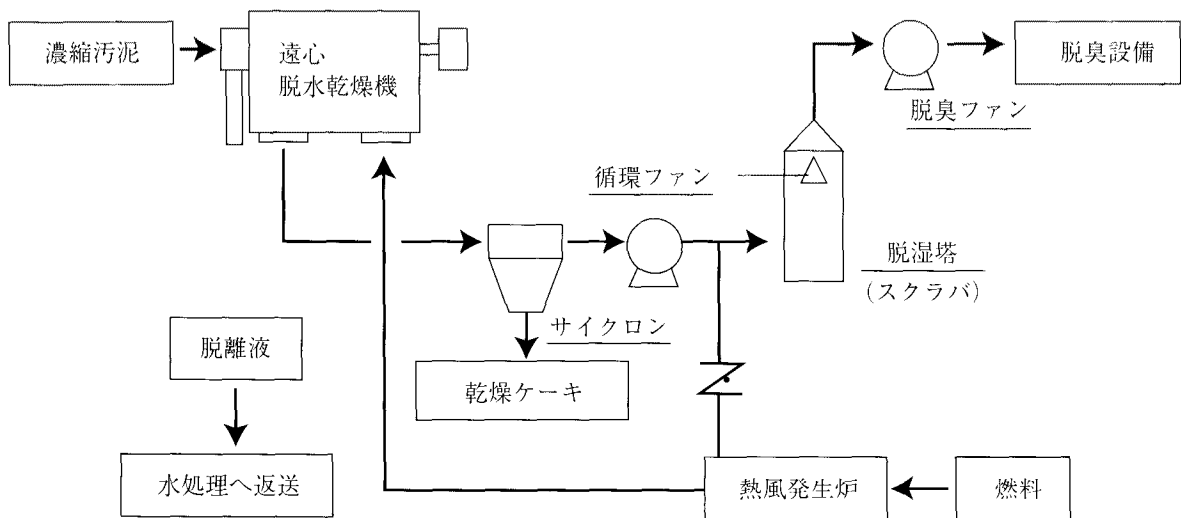 濃縮汚泥
遠心
脱水乾燥機
脱臭設備
脱臭ファン
循環ファン
脱湿塔
(スクラバ)
サイクロン
脱離液
乾燥ケーキ
水処理へ返送
熱風発生炉
燃料